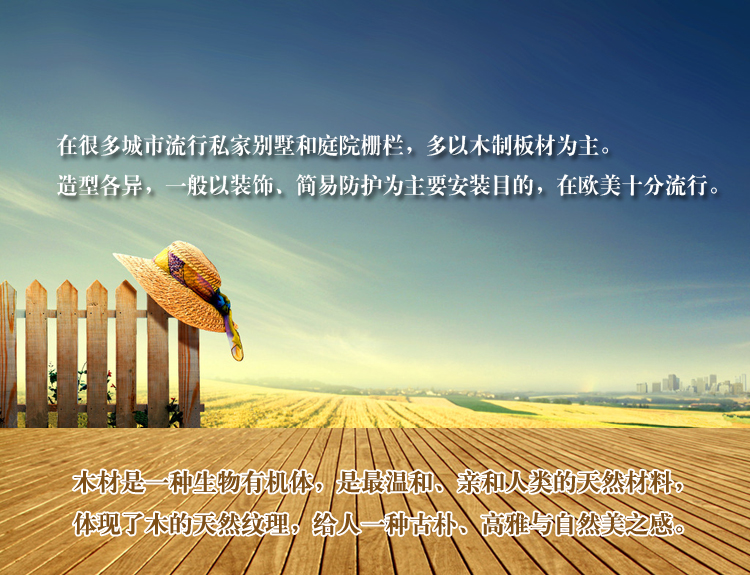 在很多城市流行私家别墅和庭院栅栏，多以木制板材为主。
造型各异，一般以装饰、简易防护为主要安装目的，在欧美十分流行。
木材是一种生物有机体，是最温和、亲和人类的天然材料，
体现了木的天然纹理，给人一种古朴、高雅与自然美之感。